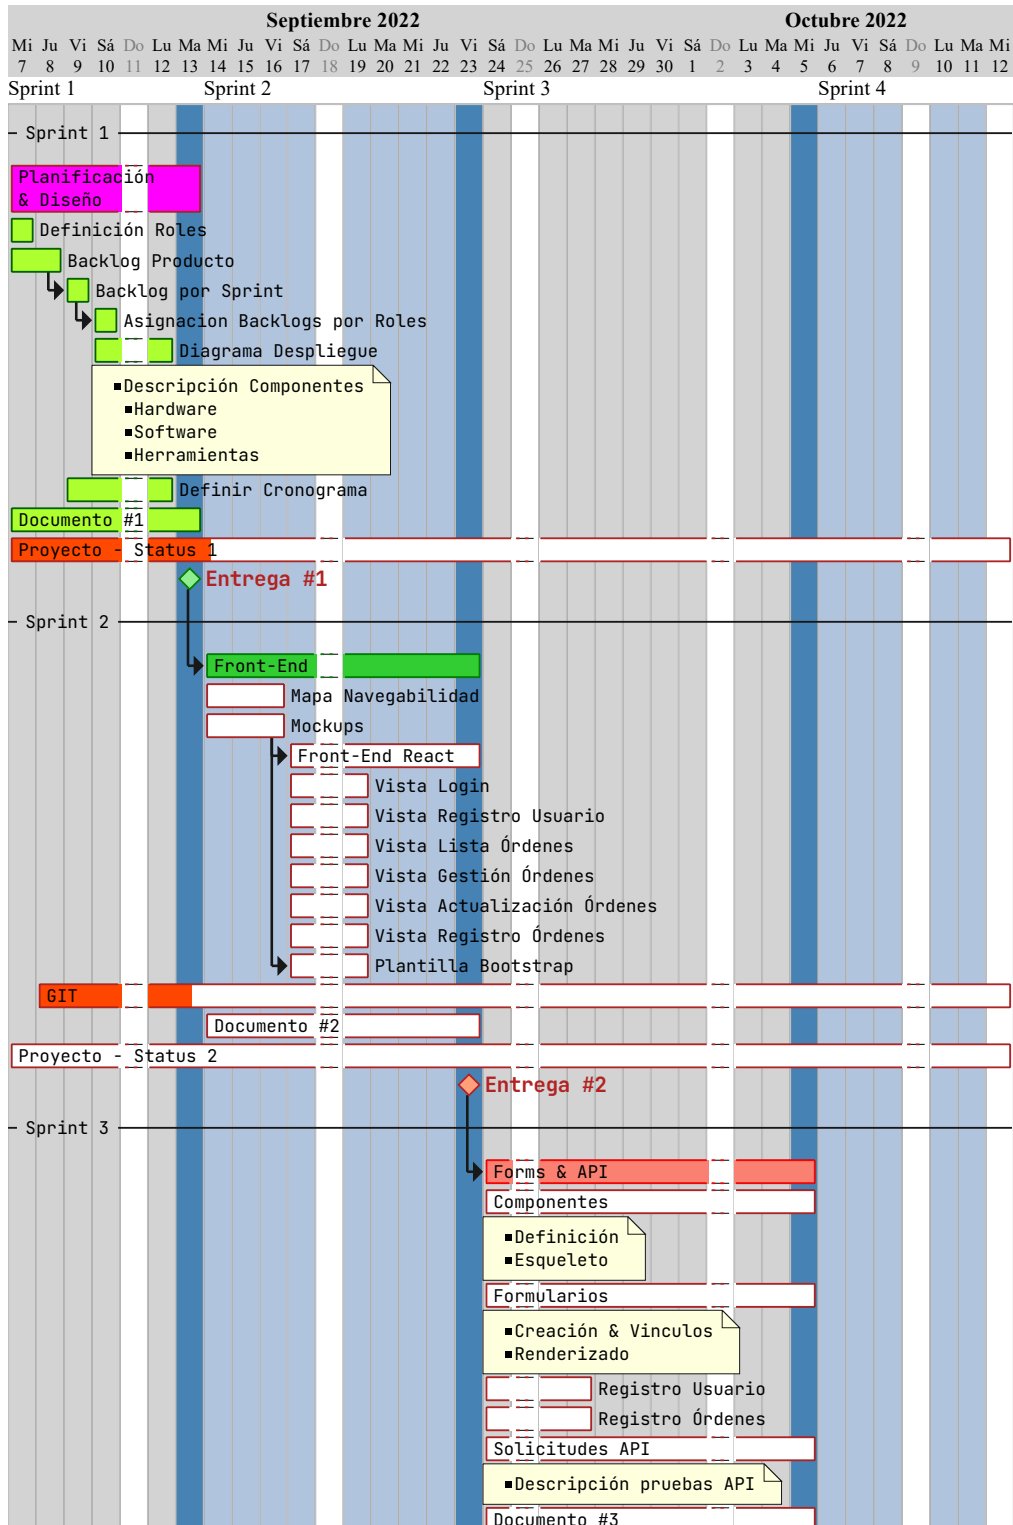 Septiembre 2022 Octubre 2022
Mi Ju Vi Sá Do Lu Ma Mi Ju Vi Sá Do Lu Ma Mi Ju Vi Sá Do Lu Ma Mi Ju Vi Sá Do Lu Ma Mi Ju Vi Sá Do Lu Ma Mi
7 8 9 10 11 12 13 14 15 16 17 18 19 20 21 22 23 24 25 26 27 28 29 30 1 2 3 4 5 6 7 8 9 10 11 12
Sprint 1 Sprint 2 Sprint 3 Sprint 4
Sprint 1
Planificación
& Diseño
Definición Roles
Backlog Producto
Backlog por Sprint
Asignacion Backlogs por Roles
Diagrama Despliegue
▪Descripción Componentes
▪Hardware
▪Software
▪Herramientas
Definir Cronograma
Documento #1
Proyecto - Status 1
Entrega #1
Sprint 2
Front-End
Mapa Navegabilidad
Mockups
Front-End React
Vista Login
Vista Registro Usuario
Vista Lista Órdenes
Vista Gestión Órdenes
Vista Actualización Órdenes
Vista Registro Órdenes
Plantilla Bootstrap
GIT
Documento #2
Proyecto - Status 2
Entrega #2
Sprint 3
Forms & API
Componentes
▪Definición
▪Esqueleto
Formularios
▪Creación & Vinculos
▪Renderizado
Registro Usuario
Registro Órdenes
Solicitudes API
▪Descripción pruebas API
Documento #3